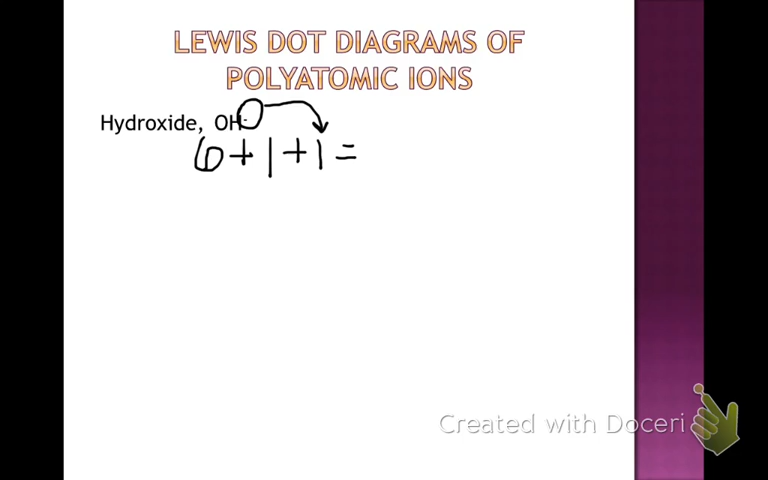 LEWIS DOT DIAGRAMS OF
POLYATOMIC IONS
Hydroxide, OH-
6+1+1=
Created with Doceri